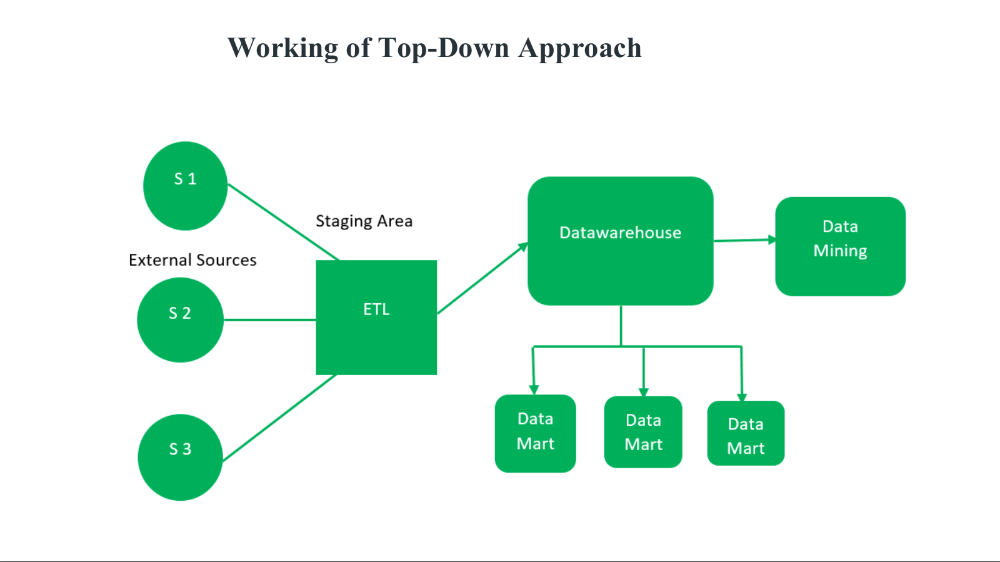 Working of Top-Down Approach
S 1
Staging Area
External Sources
S 2
ETL
S 3
Datawarehouse
Data
Mining
Data
Mart
Data
Mart
Data
Mart